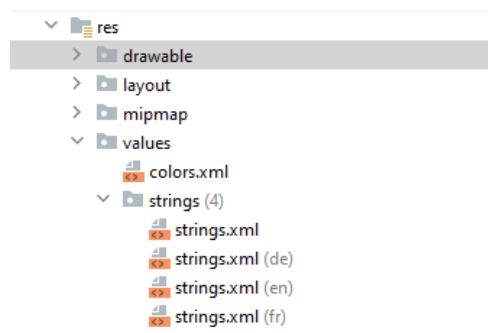 res
drawable
layout
mipmap
values
colors.xml
strings (4)
strings.xml
strings.xml (de)
strings.xml (en)
strings.xml (fr)